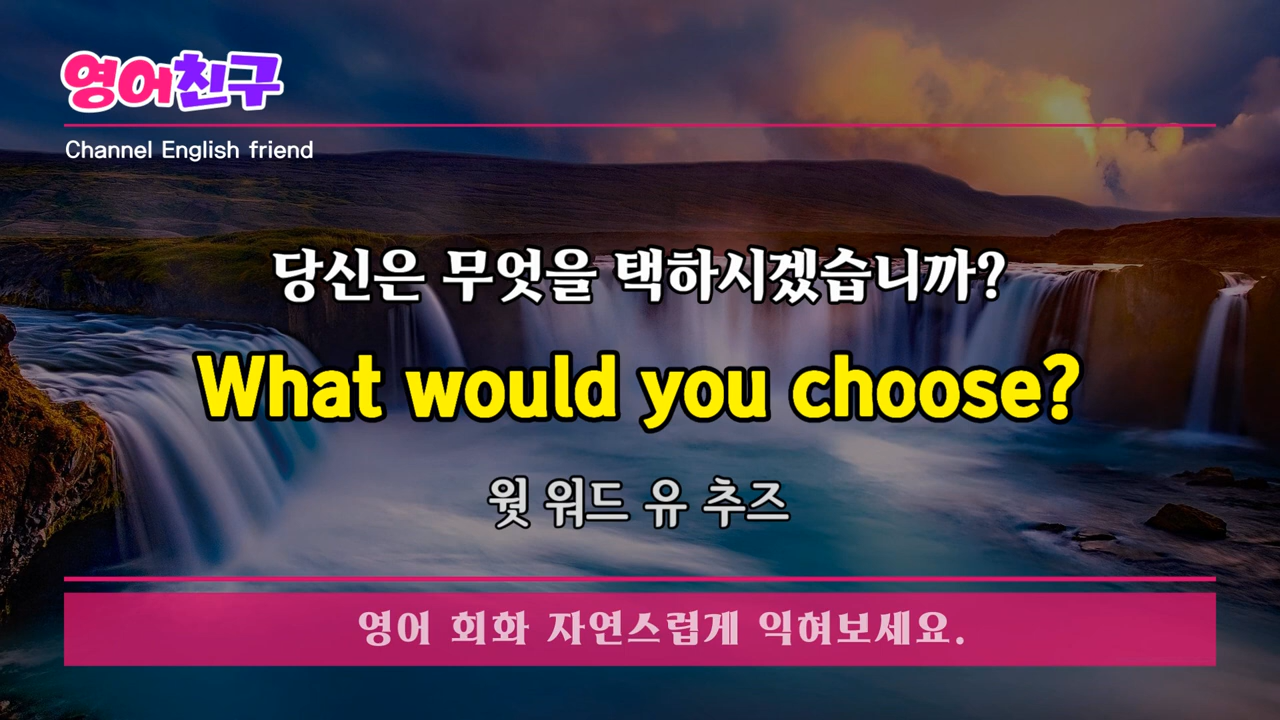 영어친구
Channel English friend
당신은 무엇을 택하시겠습니까?
What would you choose?
웟 워드 유 추즈
영어 회화 자연스럽게 익혀보세요.